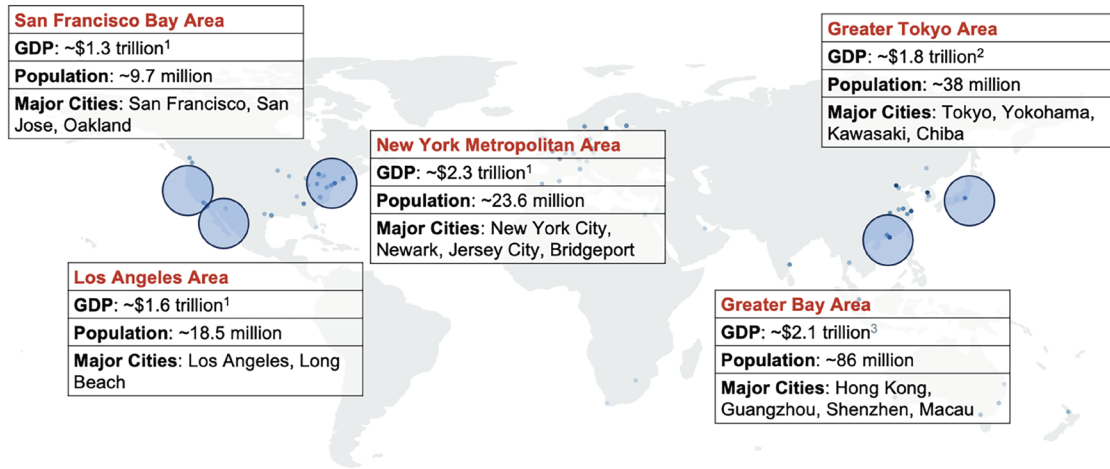 San Francisco Bay Area
GDP: ~$1.3 trillion¹
Population: ~9.7 million
Major Cities: San Francisco, San
Jose, Oakland
Greater Tokyo Area
GDP: ~$1.8 trillion²
Population: ~38 million
Major Cities: Tokyo, Yokohama,
Kawasaki, Chiba
New York Metropolitan Area
GDP: ~$2.3 trillion¹
Population: ~23.6 million
Major Cities: New York City,
Newark, Jersey City, Bridgeport
Los Angeles Area
GDP: ~$1.6 trillion¹
Population: ~18.5 million
Major Cities: Los Angeles, Long
Beach
Greater Bay Area
GDP: ~$2.1 trillion³
Population: ~86 million
Major Cities: Hong Kong,
Guangzhou, Shenzhen, Macau